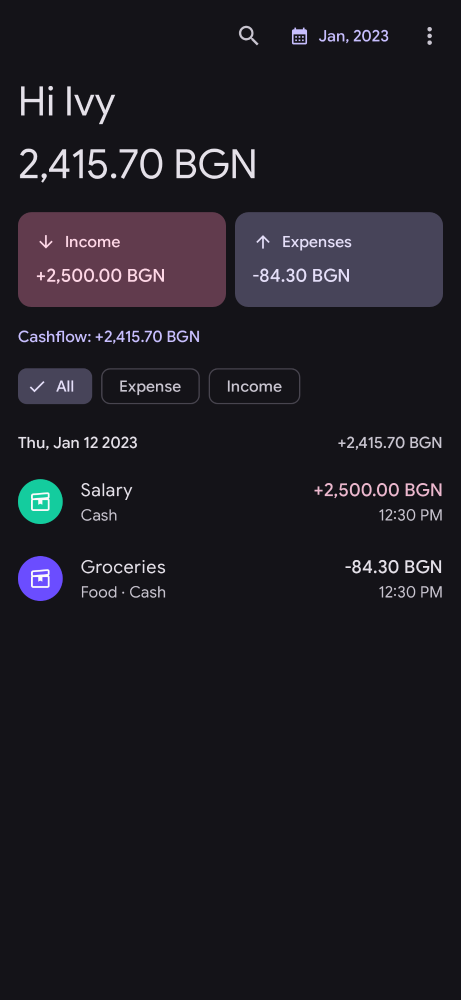 Jan, 2023
Hi Ivy
2,415.70 BGN
Income
+2,500.00 BGN
Expenses
-84.30 BGN
Cashflow: +2,415.70 BGN
All
Expense
Income
Thu, Jan 12 2023
+2,415.70 BGN
Salary
+2,500.00 BGN
Cash
12:30 PM
Groceries
-84.30 BGN
Food · Cash
12:30 PM